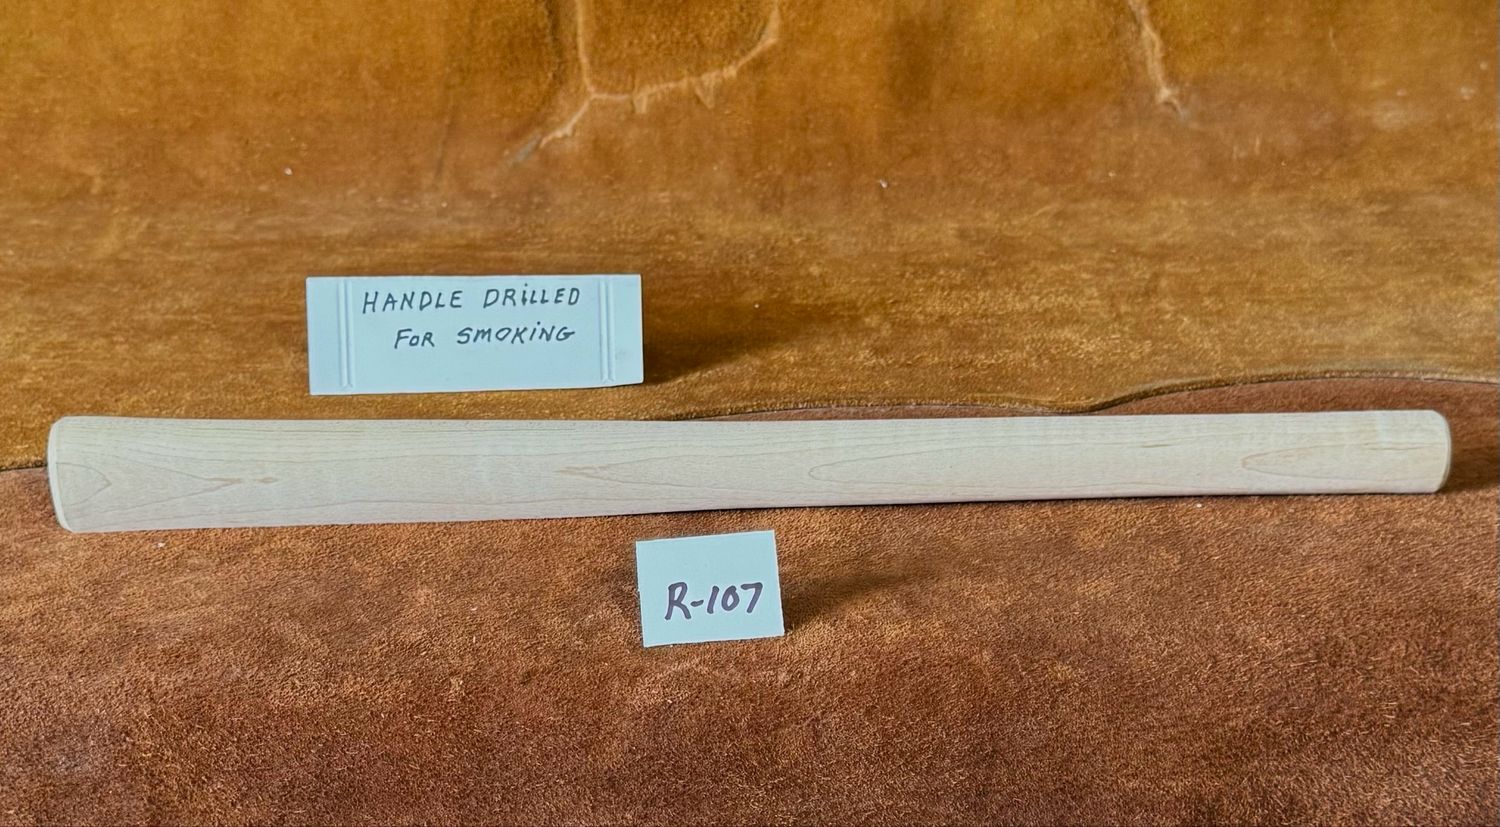 HANDLE DRiLLED
FOR SMOKiNG
R-107